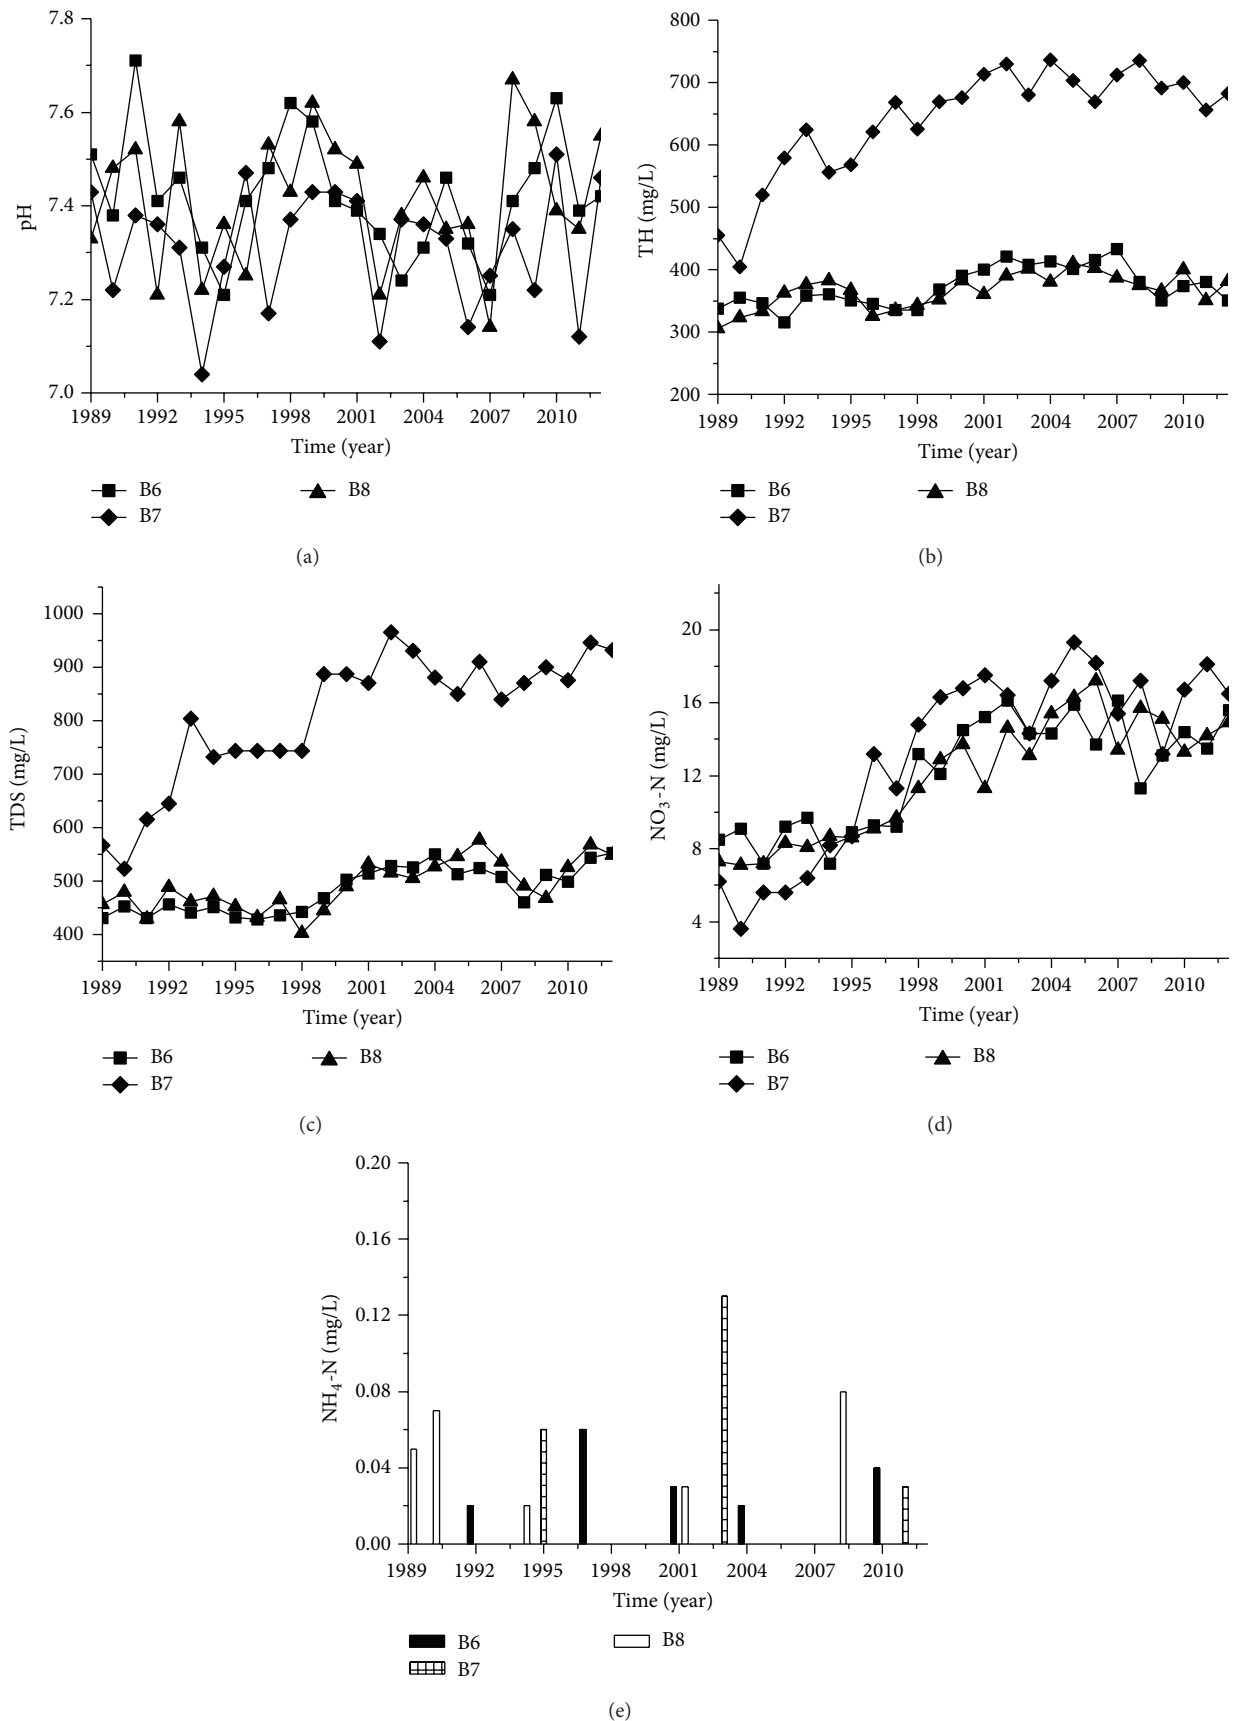 7.8
7.6
7.4
7.2
7.0
pH
1989 1992 1995 1998 2001 2004 2007 2010
Time (year)
B6 B8
B7
(a)
800
700
600
500
400
300
200
TH (mg/L)
1989 1992 1995 1998 2001 2004 2007 2010
Time (year)
B6 B8
B7
(b)
1000
900
800
700
600
500
400
TDS (mg/L)
1989 1992 1995 1998 2001 2004 2007 2010
Time (year)
B6 B8
B7
(c)
20
16
12
8
4
NO3-N (mg/L)
1989 1992 1995 1998 2001 2004 2007 2010
Time (year)
B6 B8
B7
(d)
0.20
0.16
0.12
0.08
0.04
0.00
NH4-N (mg/L)
1989 1992 1995 1998 2001 2004 2007 2010
Time (year)
B6 B8
B7
(e)